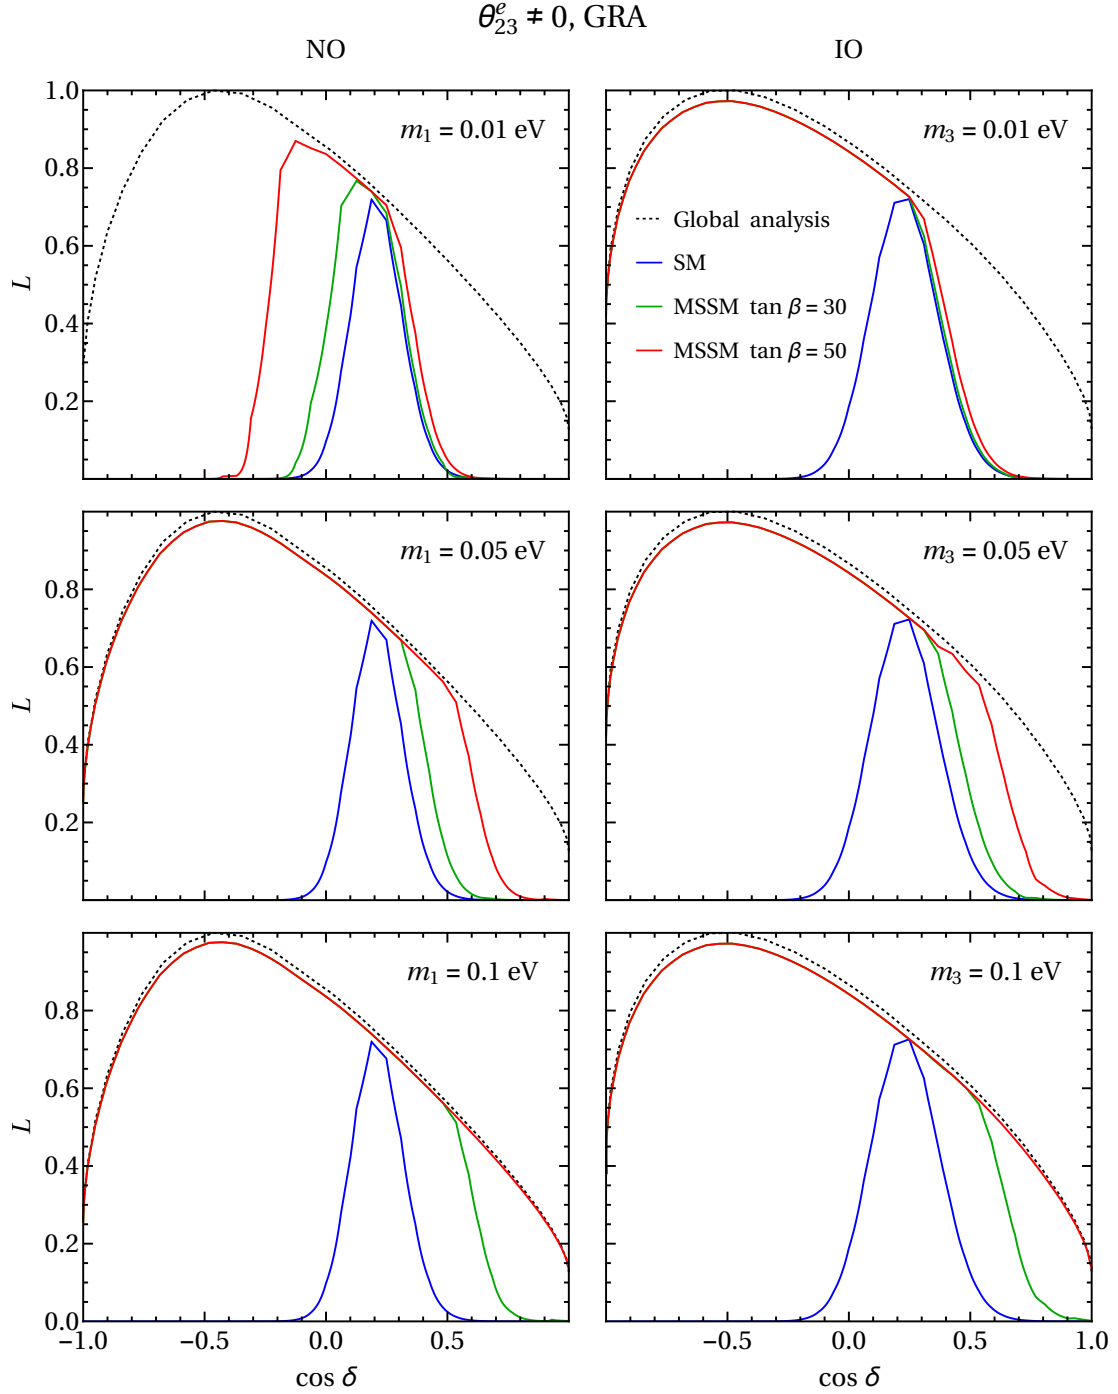 θᵉ₂₃ ≠ 0, GRA
NO IO
1.0
0.8
0.6
0.4
0.2
L
m₁ = 0.01 eV
m₃ = 0.01 eV
Global analysis
SM
MSSM tan β = 30
MSSM tan β = 50
0.8
0.6
0.4
0.2
L
m₁ = 0.05 eV
m₃ = 0.05 eV
0.8
0.6
0.4
0.2
0.0
L
m₁ = 0.1 eV
m₃ = 0.1 eV
−1.0 −0.5 0.0 0.5
−0.5 0.0 0.5 1.0
cos δ
cos δ